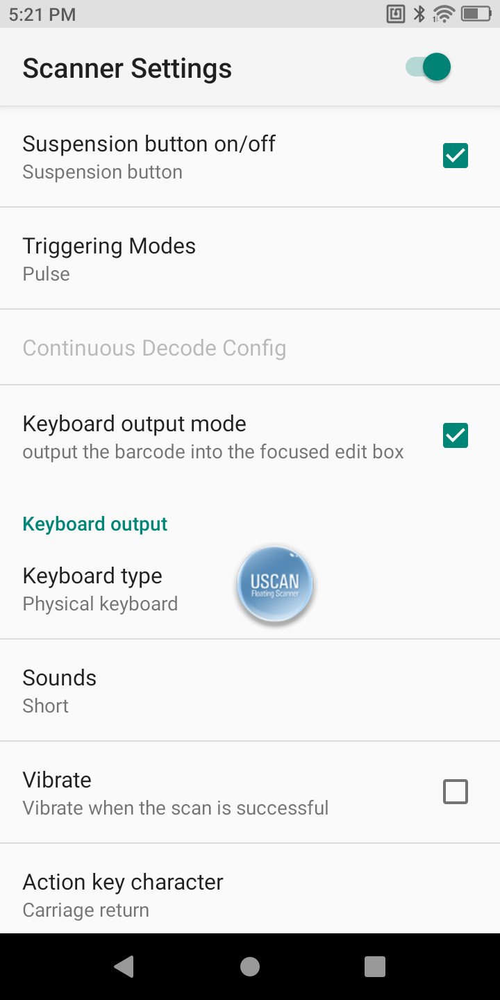 5:21 PM
Scanner Settings
Suspension button on/off
Suspension button
Triggering Modes
Pulse
Continuous Decode Config
Keyboard output mode
output the barcode into the focused edit box
Keyboard output
Keyboard type
Physical keyboard
USCAN
Floating Scanner
Sounds
Short
Vibrate
Vibrate when the scan is successful
Action key character
Carriage return